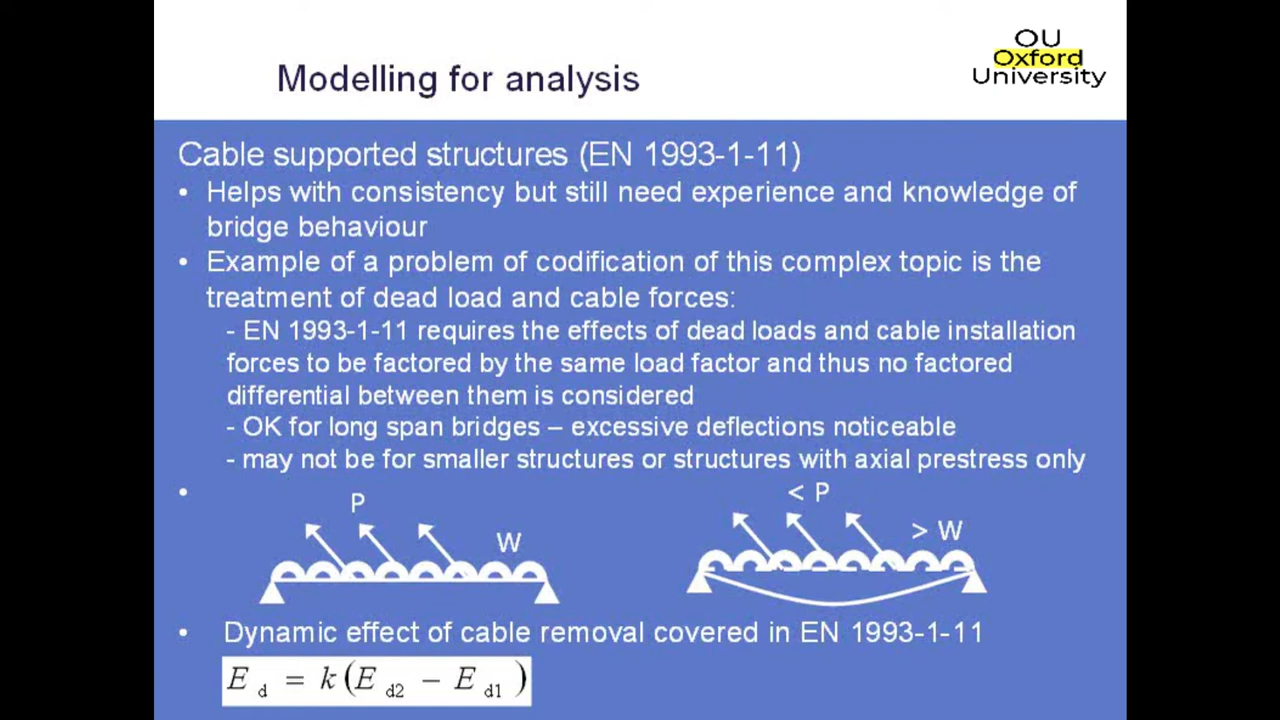 OU
Oxford
University
Modelling for analysis
Cable supported structures (EN 1993-1-11)
• Helps with consistency but still need experience and knowledge of
bridge behaviour
• Example of a problem of codification of this complex topic is the
treatment of dead load and cable forces:
- EN 1993-1-11 requires the effects of dead loads and cable installation
forces to be factored by the same load factor and thus no factored
differential between them is considered
- OK for long span bridges – excessive deflections noticeable
- may not be for smaller structures or structures with axial prestress only
•
P
W
< P
> W
• Dynamic effect of cable removal covered in EN 1993-1-11
E d = k(E d2 − E d1)